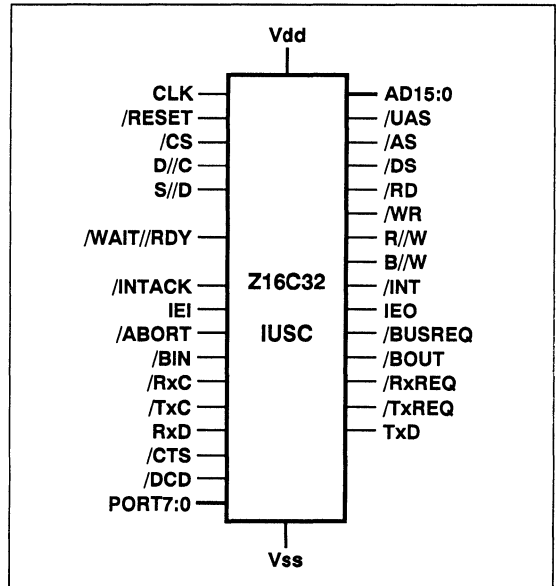 Vdd
CLK
/RESET
/CS
D//C
S//D
/WAIT//RDY
/INTACK
IEI
/ABORT
/BIN
/RxC
/TxC
RxD
/CTS
/DCD
PORT7:0
Z16C32
IUSC
AD15:0
/UAS
/AS
/DS
/RD
/WR
R//W
B//W
/INT
IEO
/BUSREQ
/BOUT
/RxREQ
/TxREQ
TxD
Vss